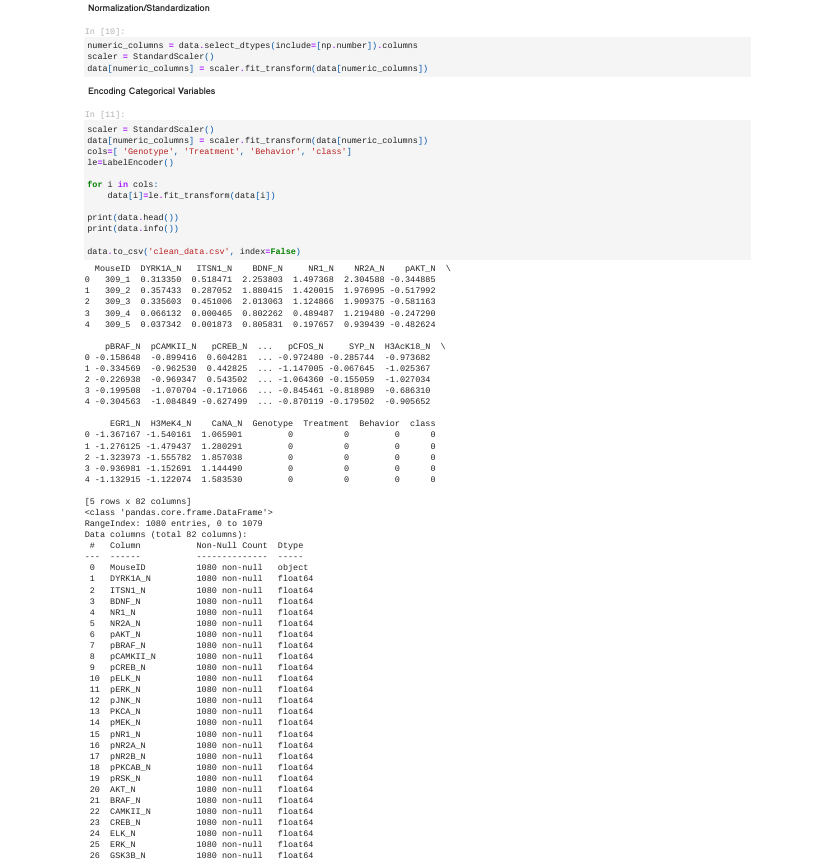 Normalization/Standardization
In [10]:
numeric_columns = data.select_dtypes(include=[np.number]).columns
scaler = StandardScaler()
data[numeric_columns] = scaler.fit_transform(data[numeric_columns])
Encoding Categorical Variables
In [11]:
scaler = StandardScaler()
data[numeric_columns] = scaler.fit_transform(data[numeric_columns])
cols=[ 'Genotype', 'Treatment', 'Behavior', 'class']
le=LabelEncoder()
for i in cols:
    data[i]=le.fit_transform(data[i])
print(data.head())
print(data.info())
data.to_csv('clean_data.csv', index=False)
  MouseID  DYRK1A_N   ITSN1_N    BDNF_N     NR1_N    NR2A_N    pAKT_N  \
0   309_1  0.313350  0.518471  2.253803  1.497368  2.304588 -0.344885
1   309_2  0.357433  0.287052  1.880415  1.420015  1.976995 -0.517992
2   309_3  0.335603  0.451006  2.013063  1.124866  1.909375 -0.581163
3   309_4  0.066132  0.000465  0.802262  0.489487  1.219480 -0.247290
4   309_5  0.037342  0.001873  0.805831  0.197657  0.939439 -0.482624
    pBRAF_N  pCAMKII_N   pCREB_N  ...   pCFOS_N     SYP_N  H3AcK18_N  \
0 -0.158648  -0.899416  0.604281  ... -0.972480 -0.285744  -0.973682
1 -0.334563  -0.962530  0.442825  ... -1.147005 -0.067645  -1.025367
2 -0.226938  -0.969347  0.543502  ... -1.064360 -0.155059  -1.027034
3 -0.199508  -1.070704 -0.171066  ... -0.845461 -0.818989  -0.686310
4 -0.304565  -1.084849 -0.627499  ... -0.870119 -0.179502  -0.905652
     EGR1_N  H3MeK4_N    CaNA_N  Genotype  Treatment  Behavior  class
0 -1.367167 -1.540161  1.065901         0          0         0      0
1 -1.276125 -1.479437  1.280291         0          0         0      0
2 -1.323973 -1.555782  1.857038         0          0         0      0
3 -0.936981 -1.152691  1.144490         0          0         0      0
4 -1.132915 -1.122074  1.583530         0          0         0      0
[5 rows x 82 columns]
<class 'pandas.core.frame.DataFrame'>
RangeIndex: 1080 entries, 0 to 1079
Data columns (total 82 columns):
 #   Column           Non-Null Count  Dtype
---  ------           --------------  -----
 0   MouseID          1080 non-null   object
 1   DYRK1A_N         1080 non-null   float64
 2   ITSN1_N          1080 non-null   float64
 3   BDNF_N           1080 non-null   float64
 4   NR1_N            1080 non-null   float64
 5   NR2A_N           1080 non-null   float64
 6   pAKT_N           1080 non-null   float64
 7   pBRAF_N          1080 non-null   float64
 8   pCAMKII_N        1080 non-null   float64
 9   pCREB_N          1080 non-null   float64
 10  pELK_N           1080 non-null   float64
 11  pERK_N           1080 non-null   float64
 12  pJNK_N           1080 non-null   float64
 13  PKCA_N           1080 non-null   float64
 14  pMEK_N           1080 non-null   float64
 15  pNR1_N           1080 non-null   float64
 16  pNR2A_N          1080 non-null   float64
 17  pNR2B_N          1080 non-null   float64
 18  pPKCAB_N         1080 non-null   float64
 19  pRSK_N           1080 non-null   float64
 20  AKT_N            1080 non-null   float64
 21  BRAF_N           1080 non-null   float64
 22  CAMKII_N         1080 non-null   float64
 23  CREB_N           1080 non-null   float64
 24  ELK_N            1080 non-null   float64
 25  ERK_N            1080 non-null   float64
 26  GSK3B_N          1080 non-null   float64